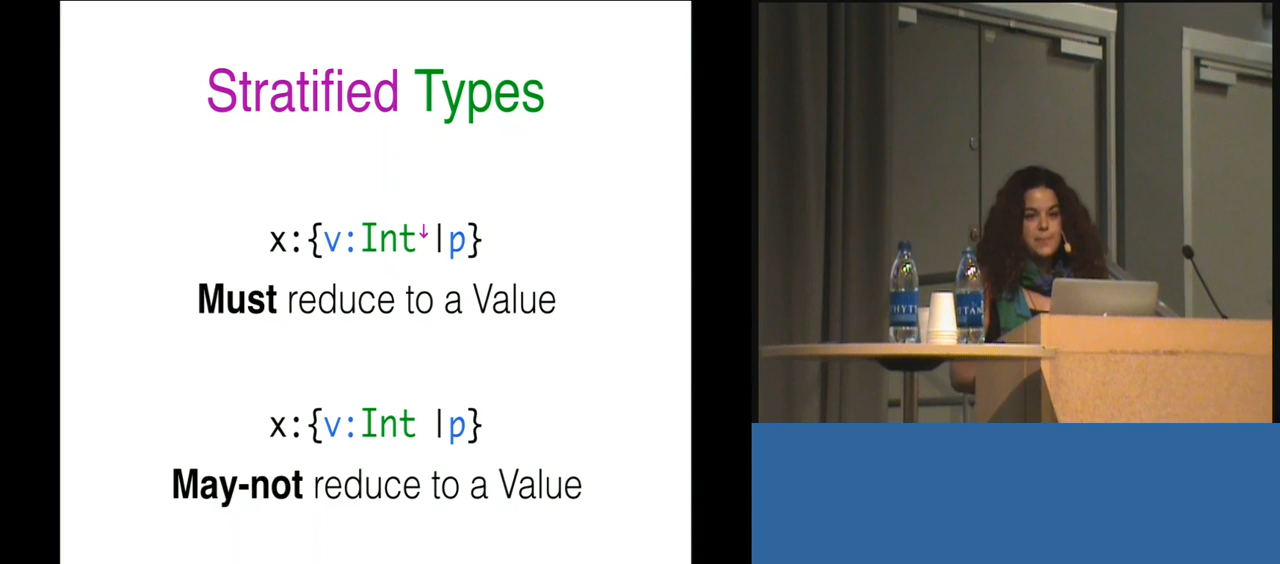 Stratified Types
x:{v:Int↓|p}
Must reduce to a Value
x:{v:Int |p}
May-not reduce to a Value